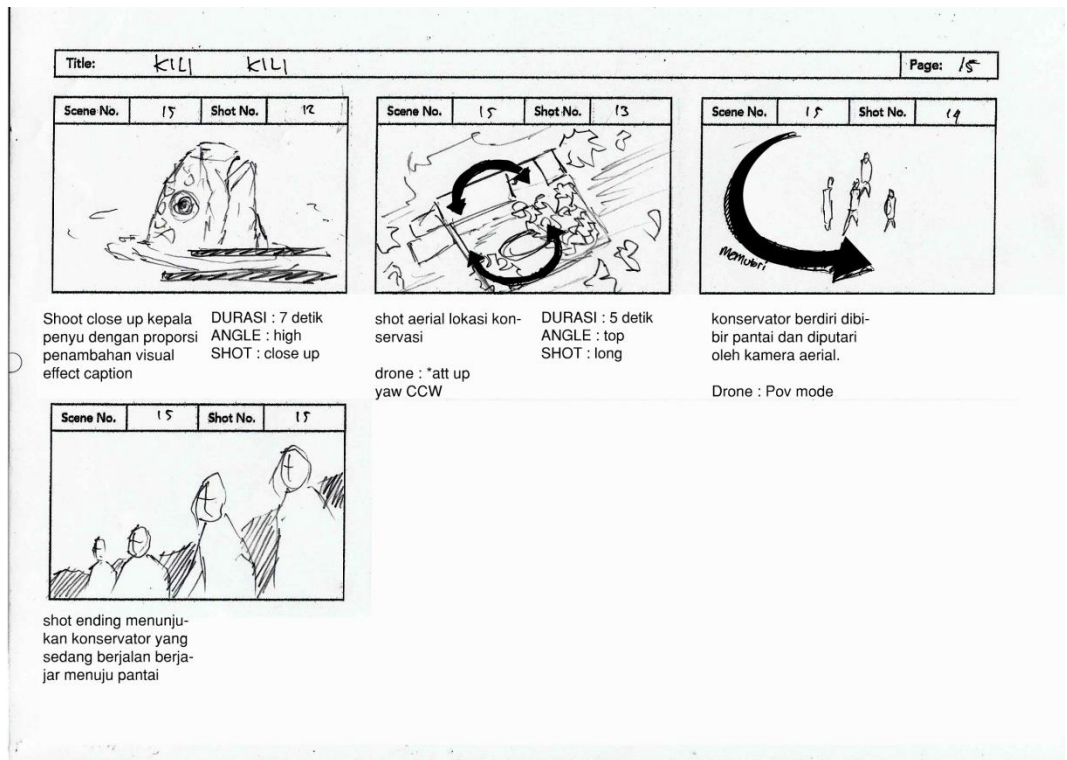 Title: KILI KILI Page: 15
Scene No. 15 Shot No. 12
Shoot close up kepala
penyu dengan proporsi
penambahan visual
effect caption
DURASI : 7 detik
ANGLE : high
SHOT : close up
Scene No. 15 Shot No. 13
shot aerial lokasi kon-
servasi
drone : *att up
yaw CCW
DURASI : 5 detik
ANGLE : top
SHOT : long
Scene No. 15 Shot No. 14
Memutari
konservator berdiri dibi-
bir pantai dan diputari
oleh kamera aerial.
Drone : Pov mode
Scene No. 15 Shot No. 15
shot ending menunju-
kan konservator yang
sedang berjalan berja-
jar menuju pantai